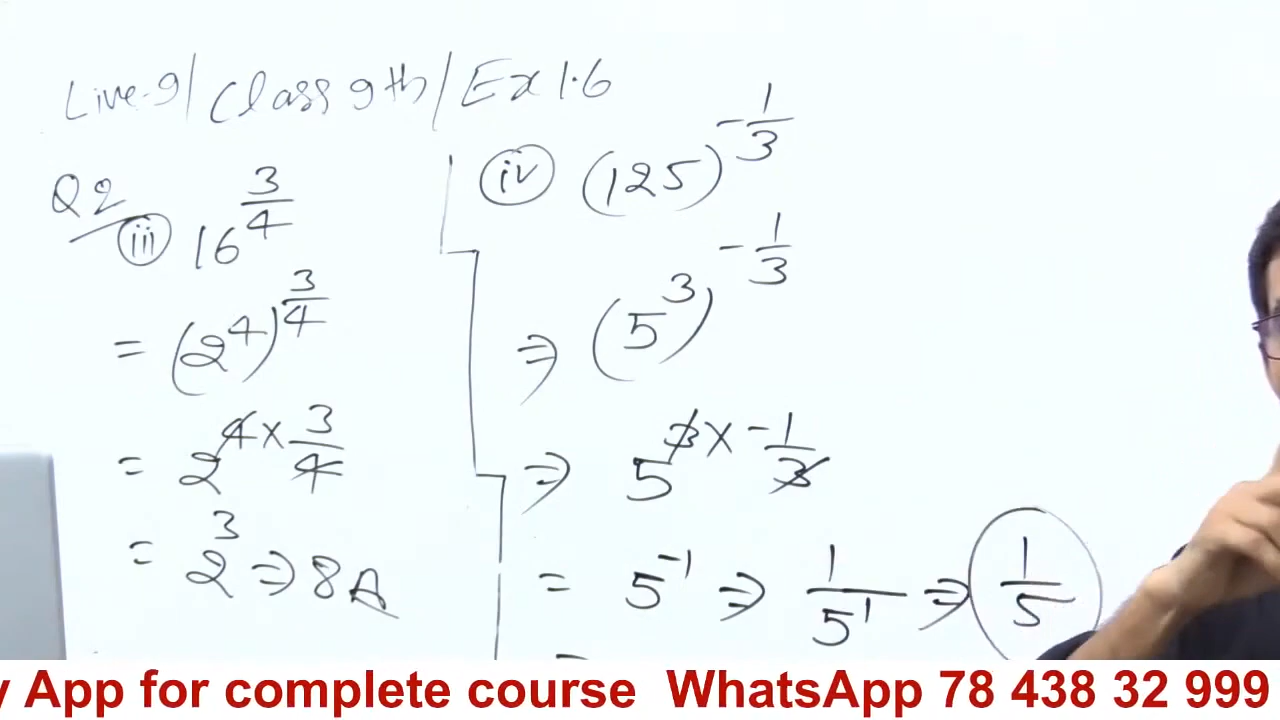 Live-9/Class 9th/Ex 1.6
Q2
iii 16^(3/4)
= (2^4)^(3/4)
= 2^(4 × 3/4)
= 2^3 ⇒ 8 A
iv (125)^(-1/3)
⇒ (5^3)^(-1/3)
⇒ 5^(3 × -1/3)
= 5^-1 ⇒ 1/5^1 ⇒ 1/5
y App for complete course WhatsApp 78 438 32 999